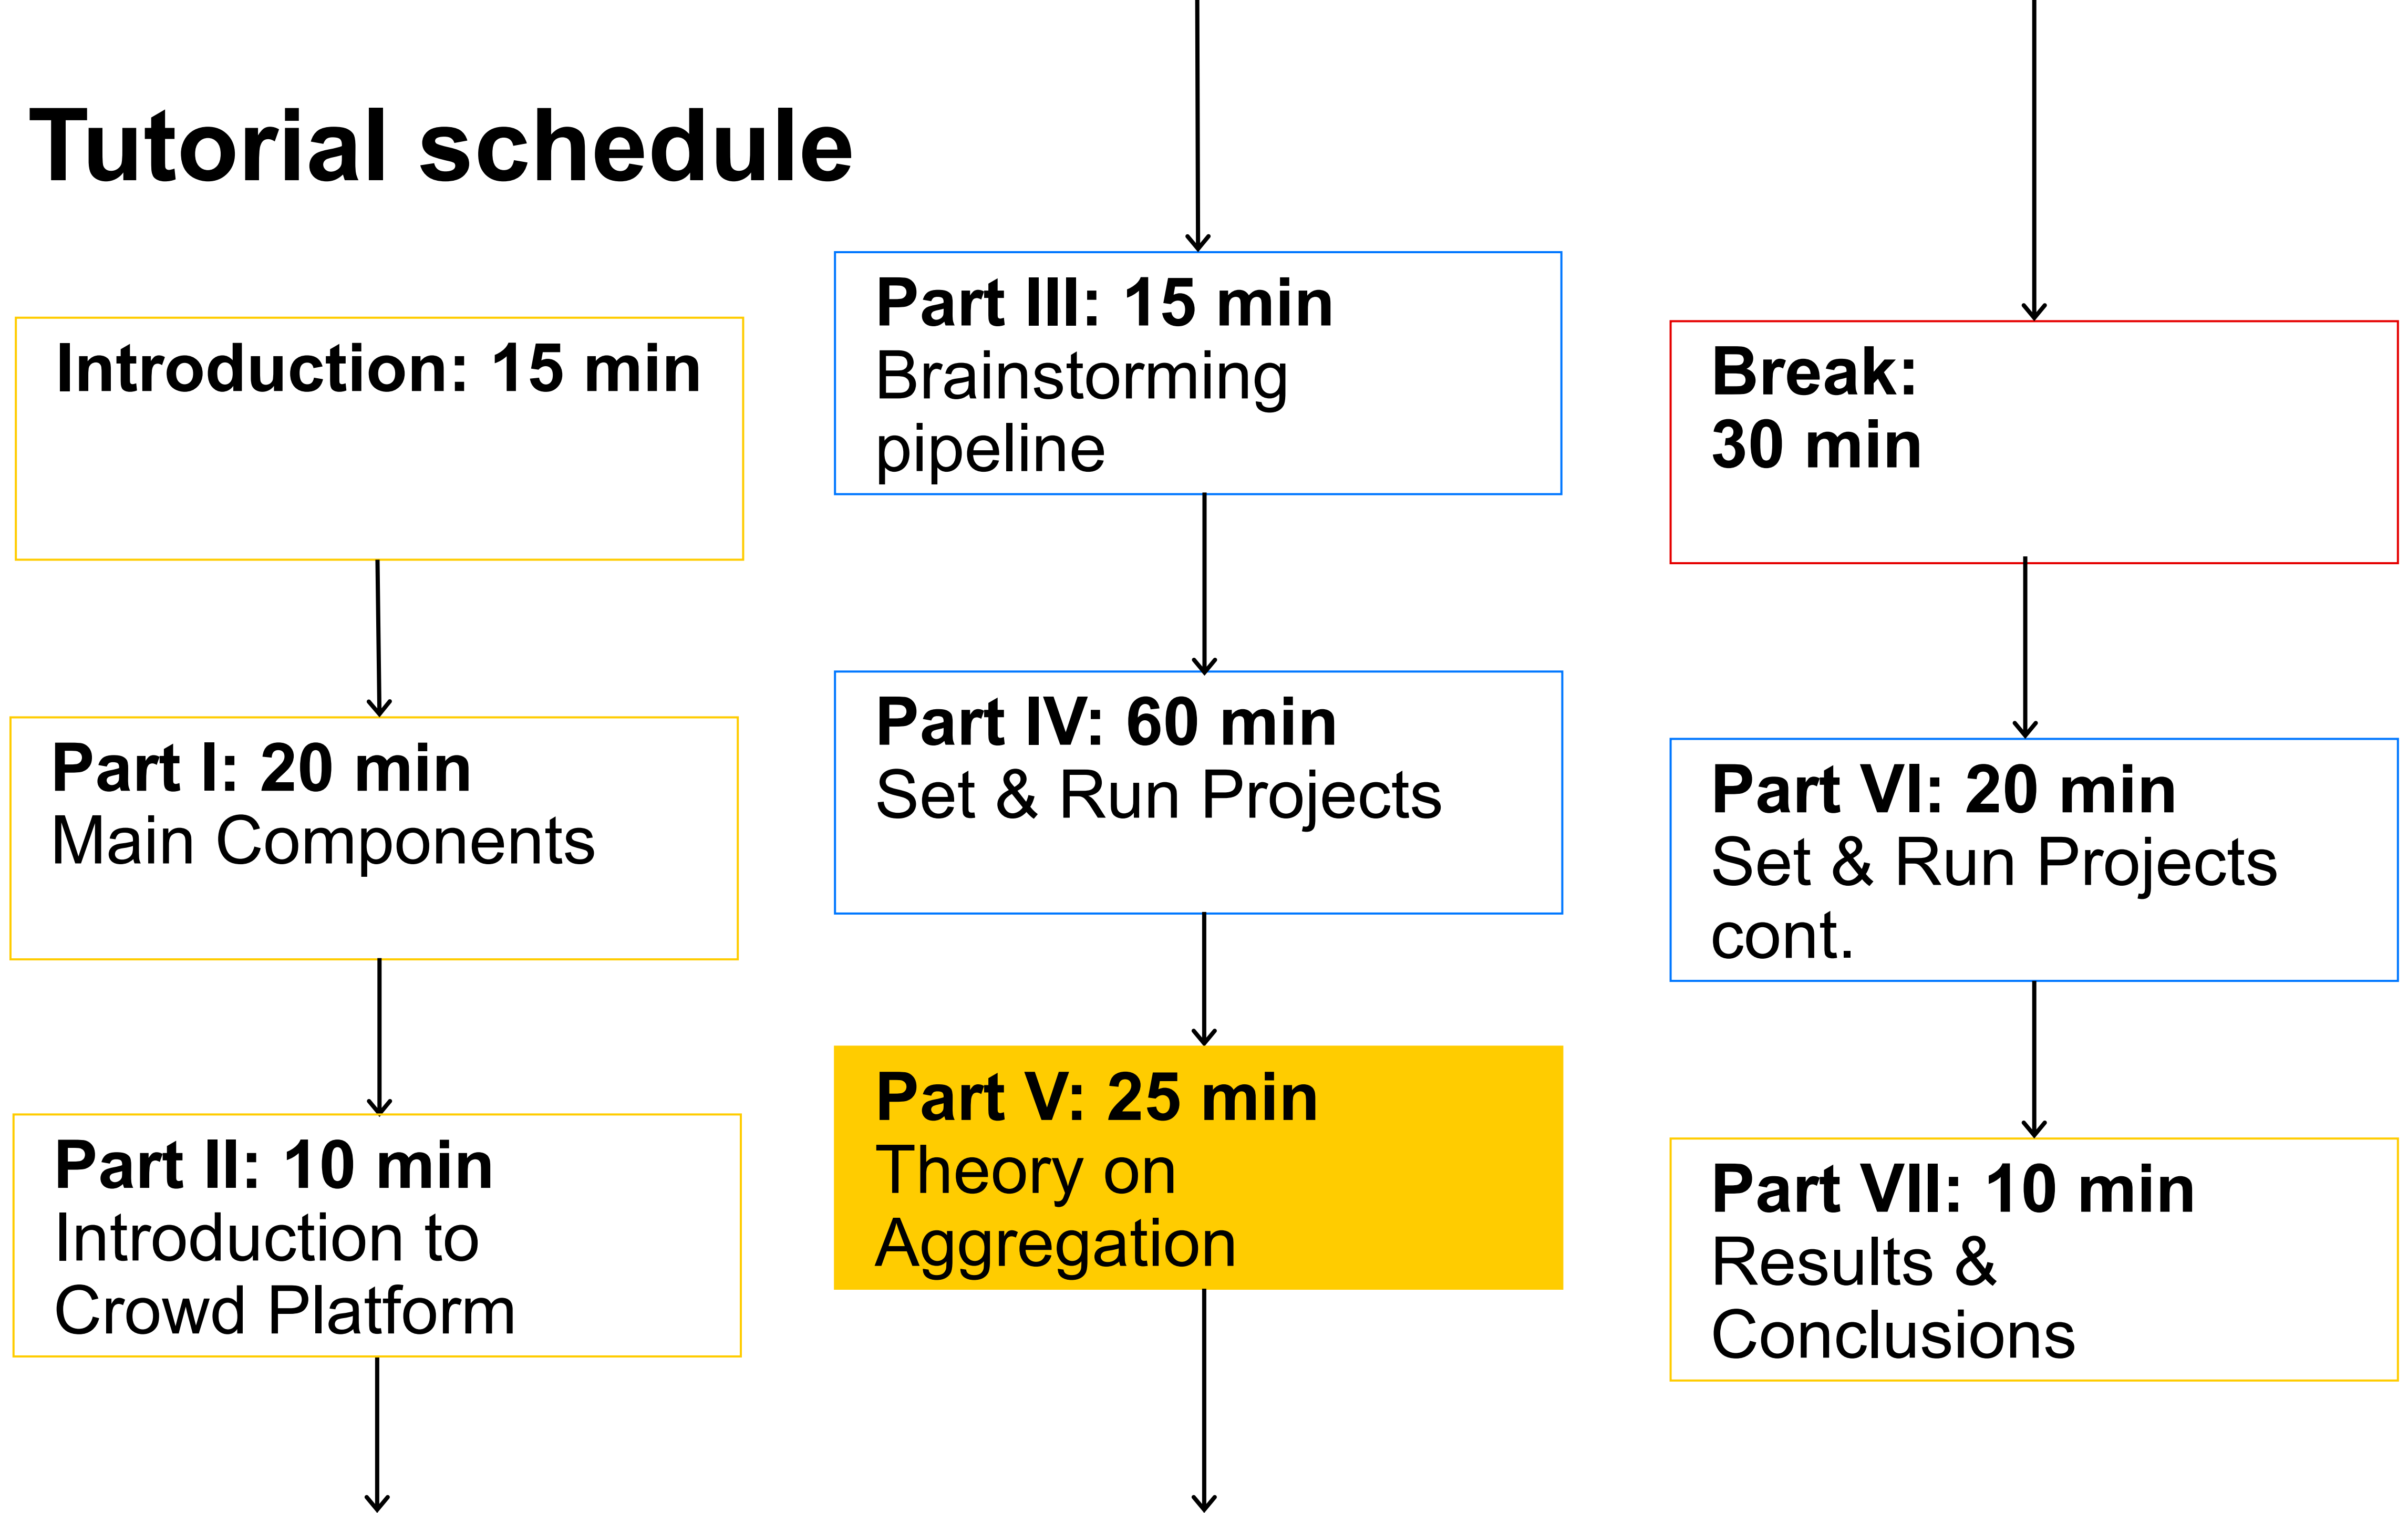 Tutorial schedule
Introduction: 15 min
Part I: 20 min
Main Components
Part II: 10 min
Introduction to
Crowd Platform
Part III: 15 min
Brainstorming
pipeline
Part IV: 60 min
Set & Run Projects
Part V: 25 min
Theory on
Aggregation
Break:
30 min
Part VI: 20 min
Set & Run Projects
cont.
Part VII: 10 min
Results &
Conclusions